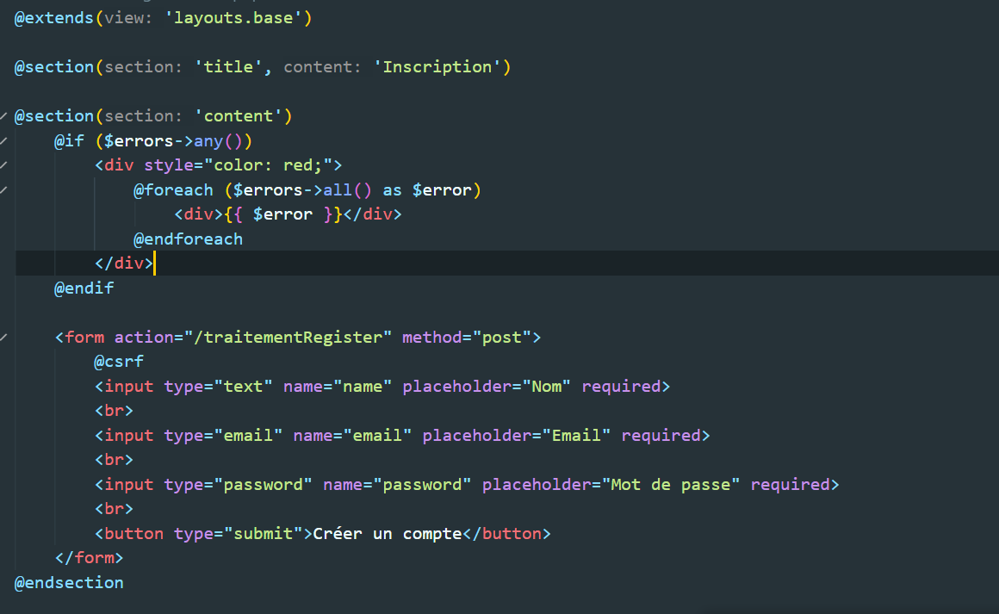 @extends(view: 'layouts.base')
@section(section: 'title', content: 'Inscription')
@section(section: 'content')
@if ($errors->any())
<div style="color: red;">
@foreach ($errors->all() as $error)
<div>{{ $error }}</div>
@endforeach
</div>
@endif
<form action="/traitementRegister" method="post">
@csrf
<input type="text" name="name" placeholder="Nom" required>
<br>
<input type="email" name="email" placeholder="Email" required>
<br>
<input type="password" name="password" placeholder="Mot de passe" required>
<br>
<button type="submit">Créer un compte</button>
</form>
@endsection